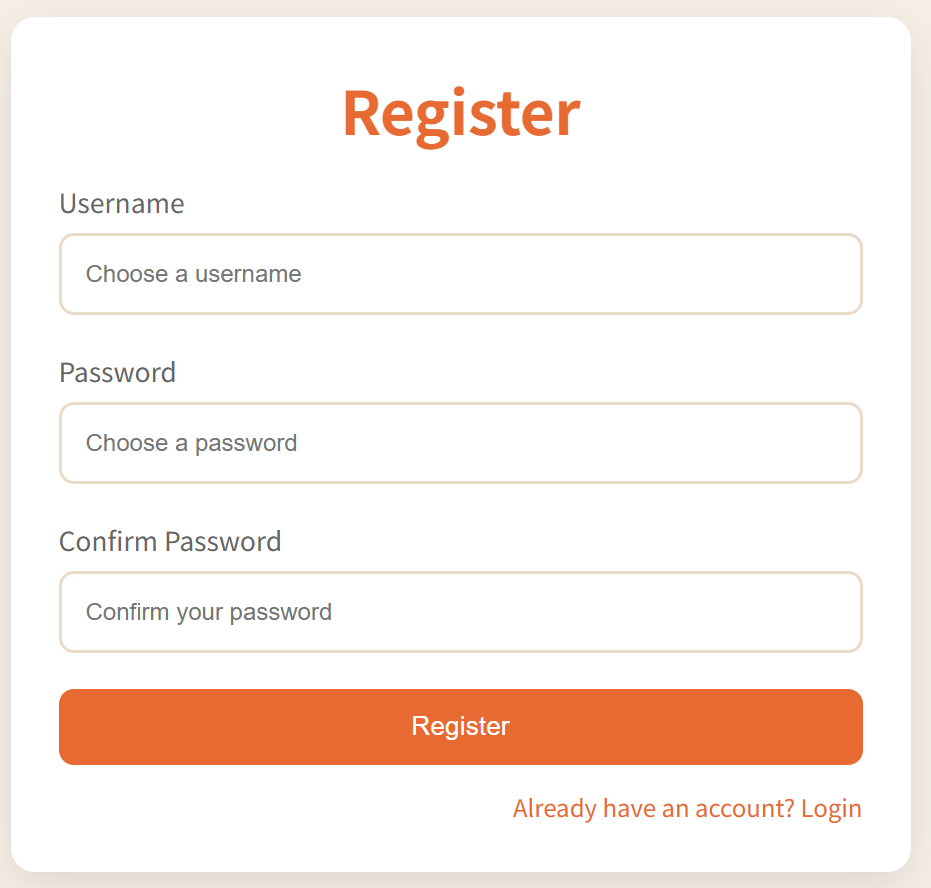 Register
Username
Choose a username
Password
Choose a password
Confirm Password
Confirm your password
Register
Already have an account? Login